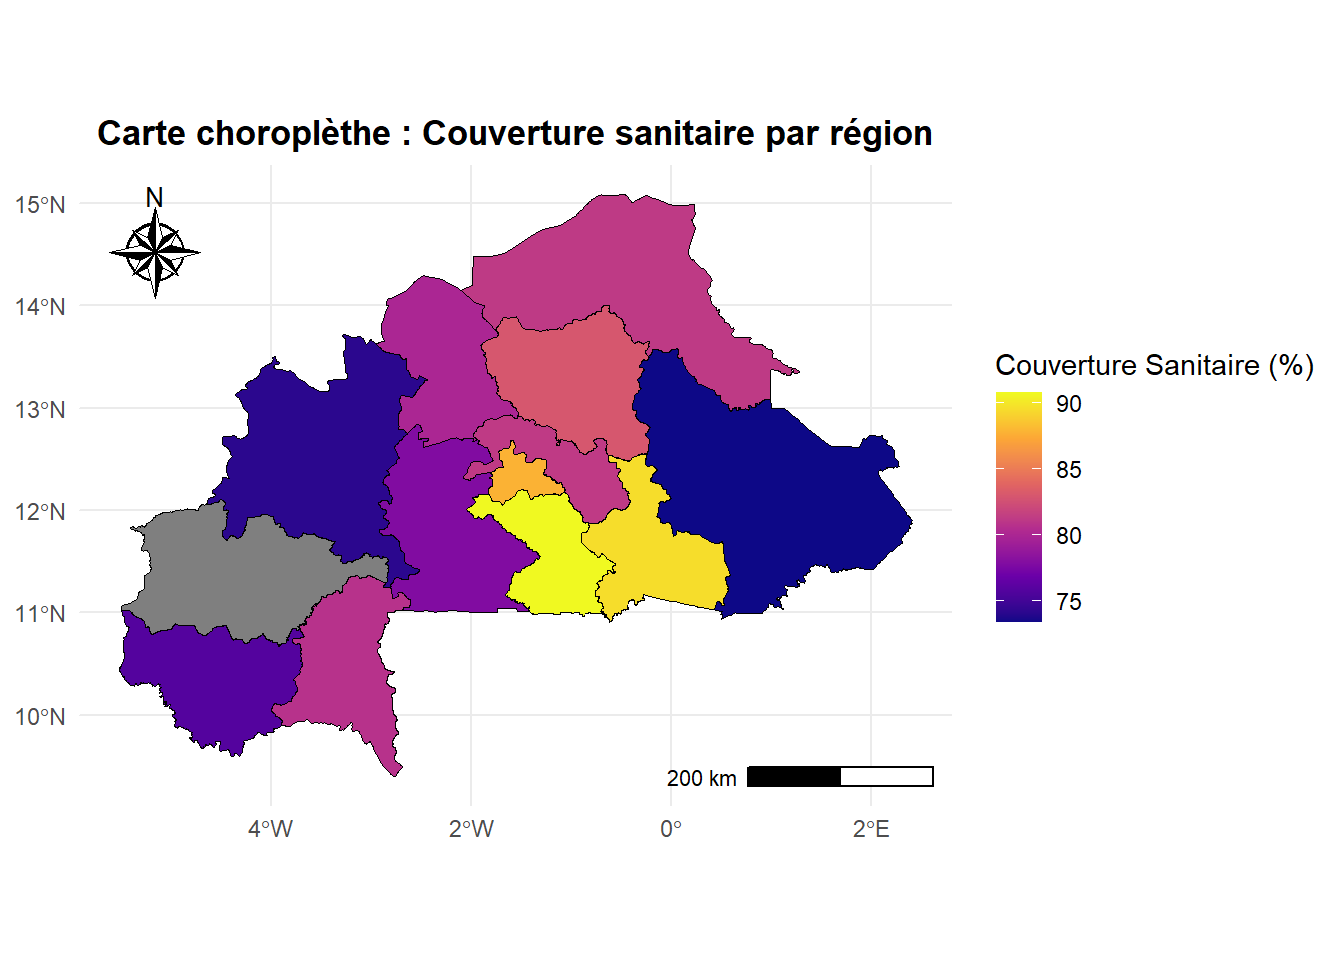 Carte choroplèthe : Couverture sanitaire par région
N
15°N
14°N
13°N
12°N
11°N
10°N
4°W
2°W
0°
2°E
200 km
Couverture Sanitaire (%)
90
85
80
75